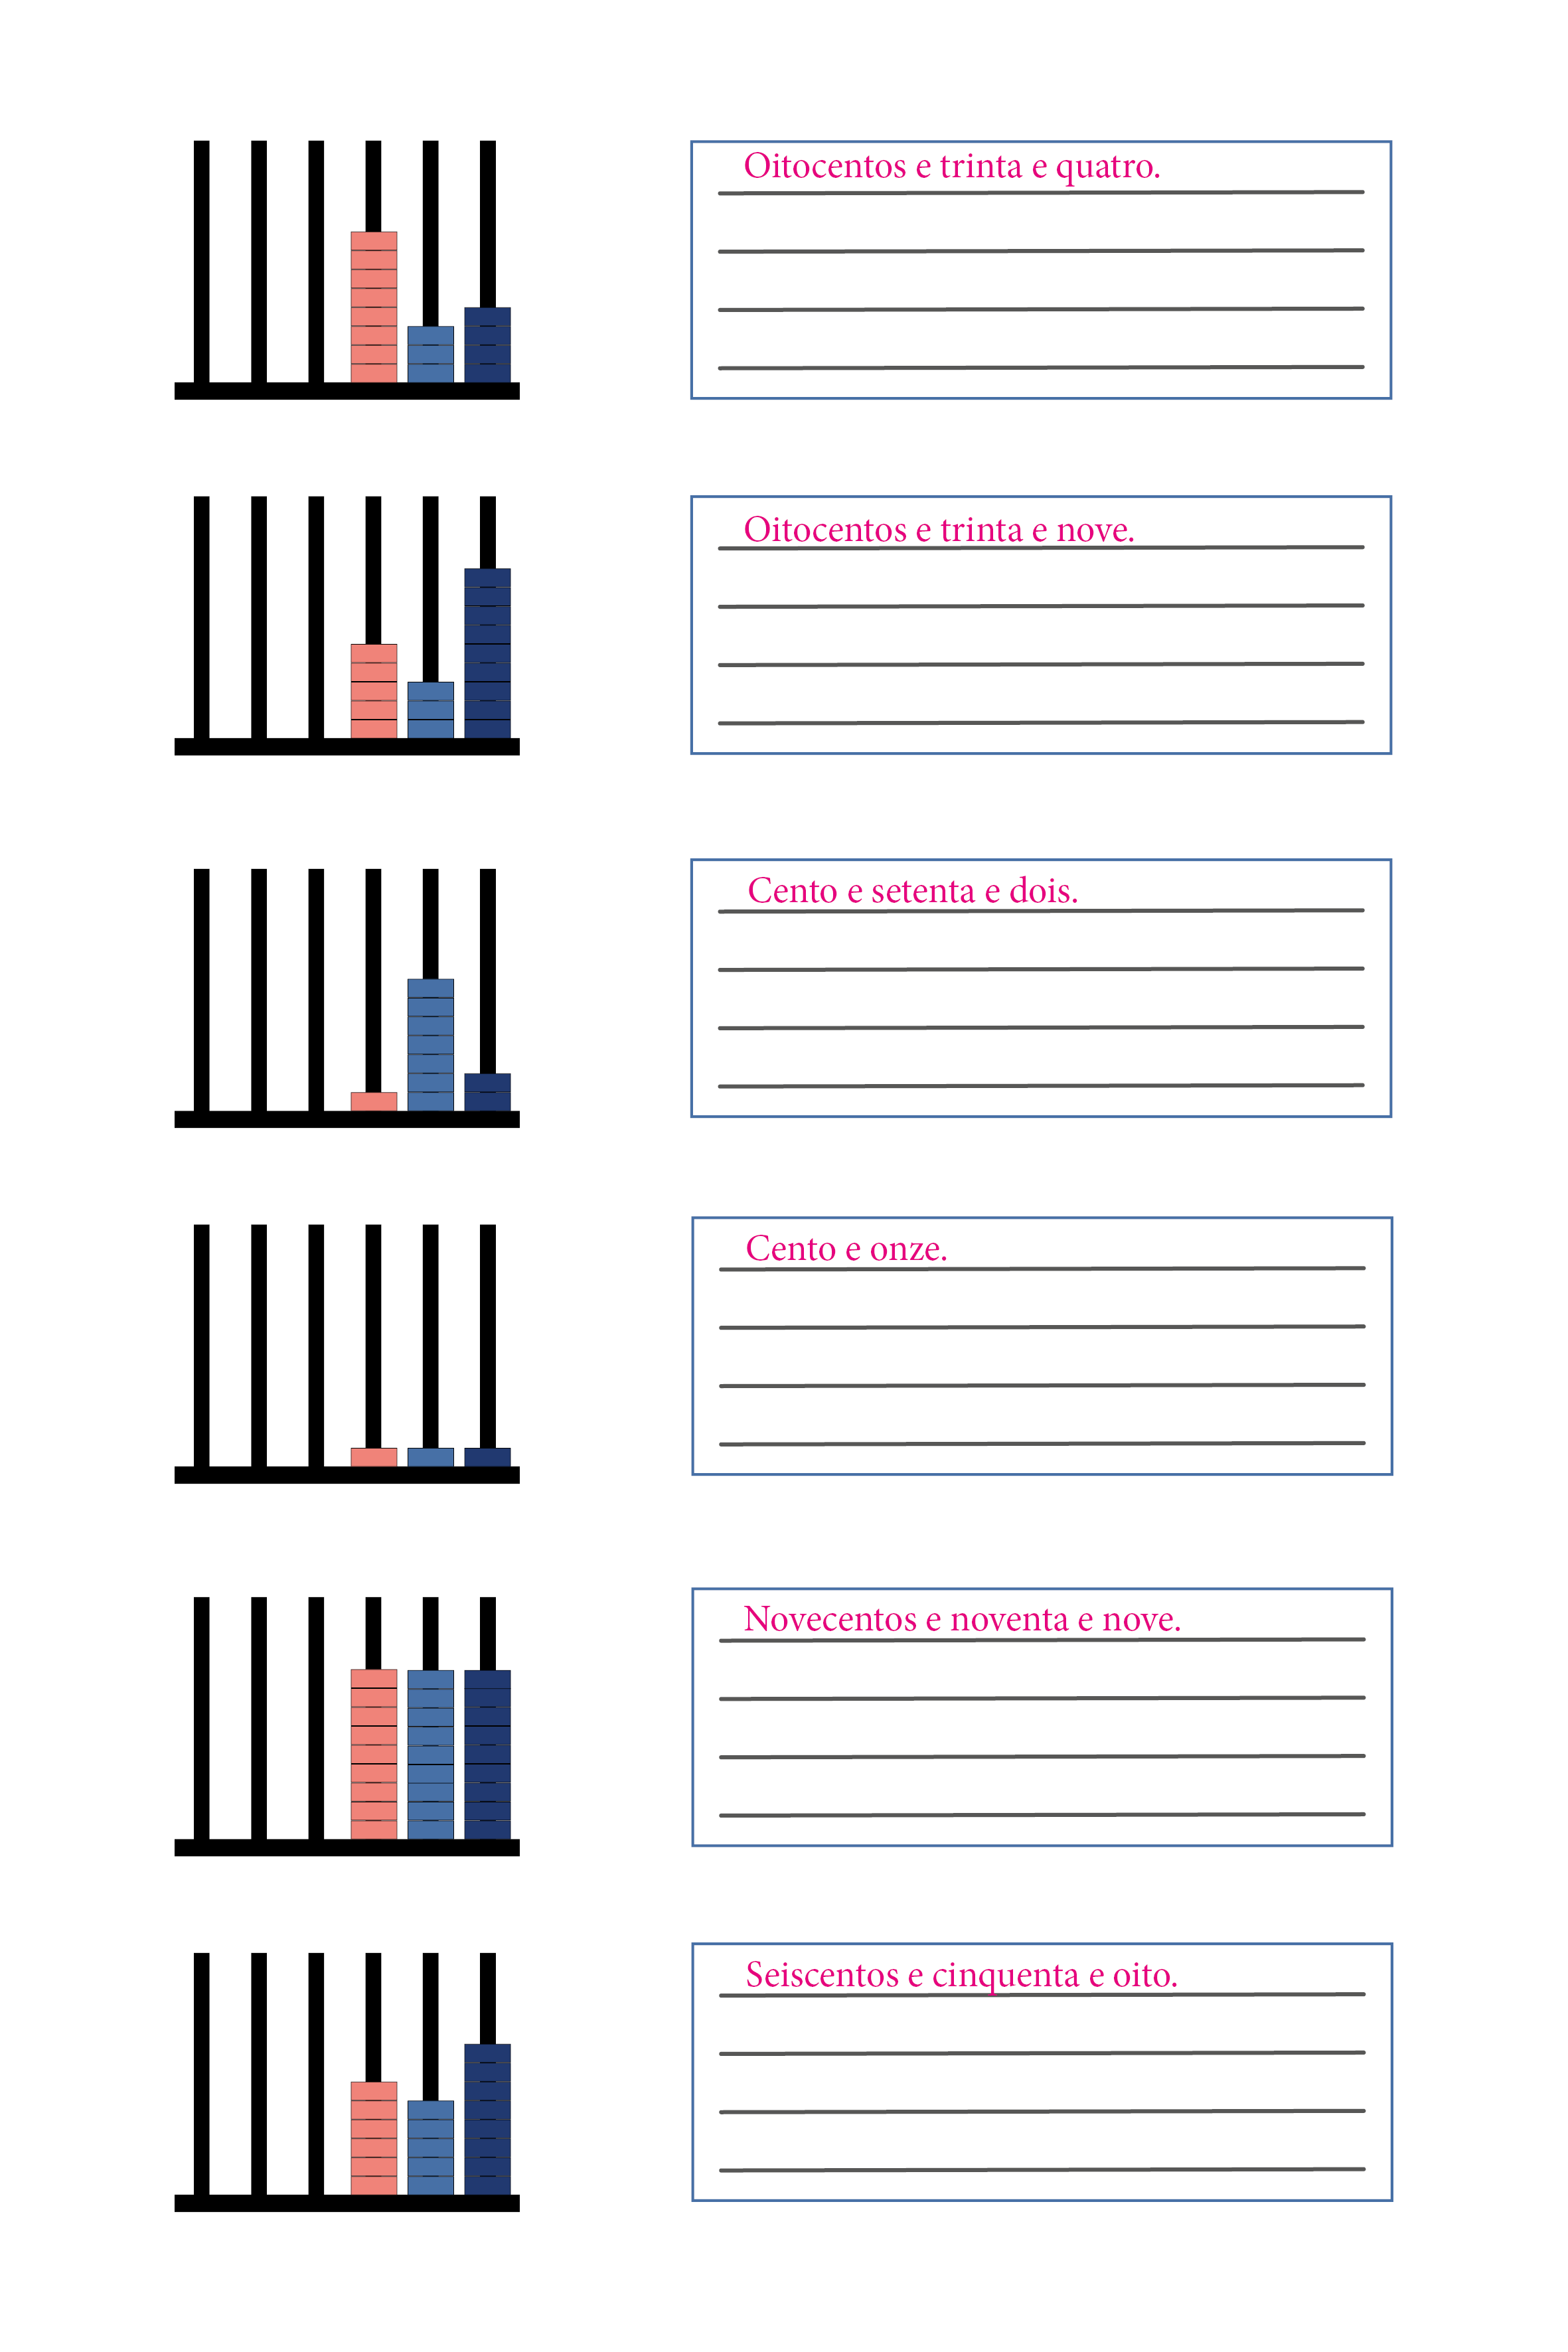 Oitocentos e trinta e quatro.
Oitocentos e trinta e nove.
Cento e setenta e dois.
Cento e onze.
Novecentos e noventa e nove.
Seiscentos e cinquenta e oito.